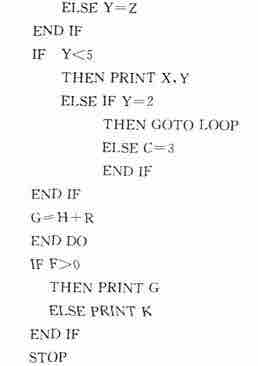 ELSE Y=Z
END IF
IF Y<5
THEN PRINT X,Y
ELSE IF Y=2
THEN GOTO LOOP
ELSE C=3
END IF
END IF
G=H+R
END DO
IF F>0
THEN PRINT G
ELSE PRINT K
END IF
STOP